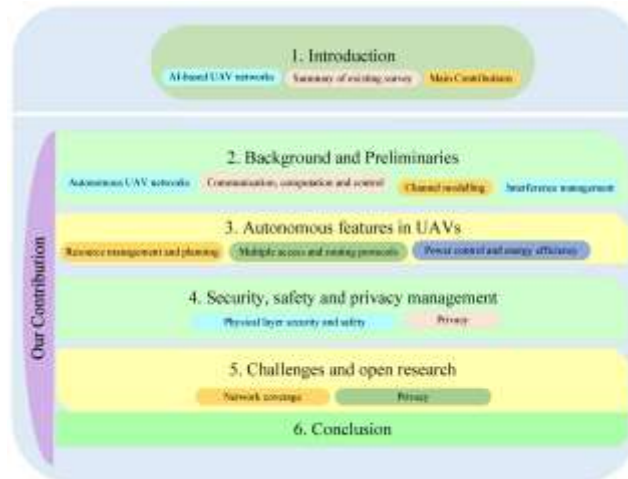 1. Introduction
AI-based UAV networks Summary of existing survey Main Contributions
Our Contribution
2. Background and Preliminaries
Autonomous UAV networks Communication, computation and control Channel modelling Interference management
3. Autonomous features in UAVs
Resource management and planning Multiple access and routing protocols Power control and energy efficiency
4. Security, safety and privacy management
Physical layer security and safety Privacy
5. Challenges and open research
Network coverage Privacy
6. Conclusion